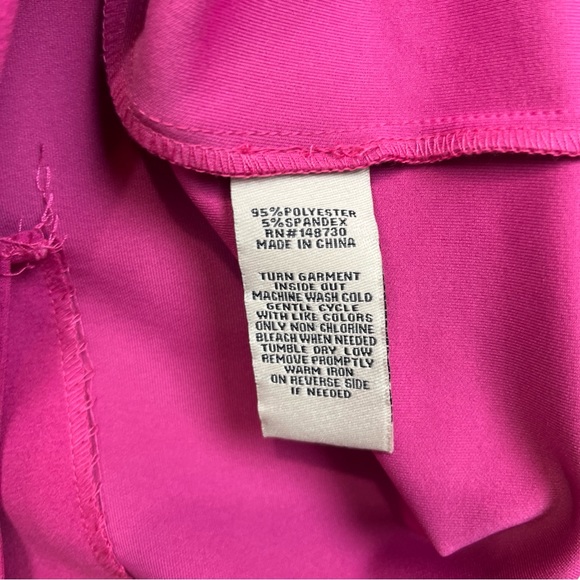 95%POLYESTER
5%SPANDEX
RN#148730
MADE IN CHINA
TURN GARMENT
INSIDE OUT
MACHINE WASH COLD
GENTLE CYCLE
WITH LIKE COLORS
ONLY NON CHLORINE
BLEACH WHEN NEEDED
TUMBLE DRY LOW
REMOVE PROMPTLY
WARM IRON
ON REVERSE SIDE
IF NEEDED